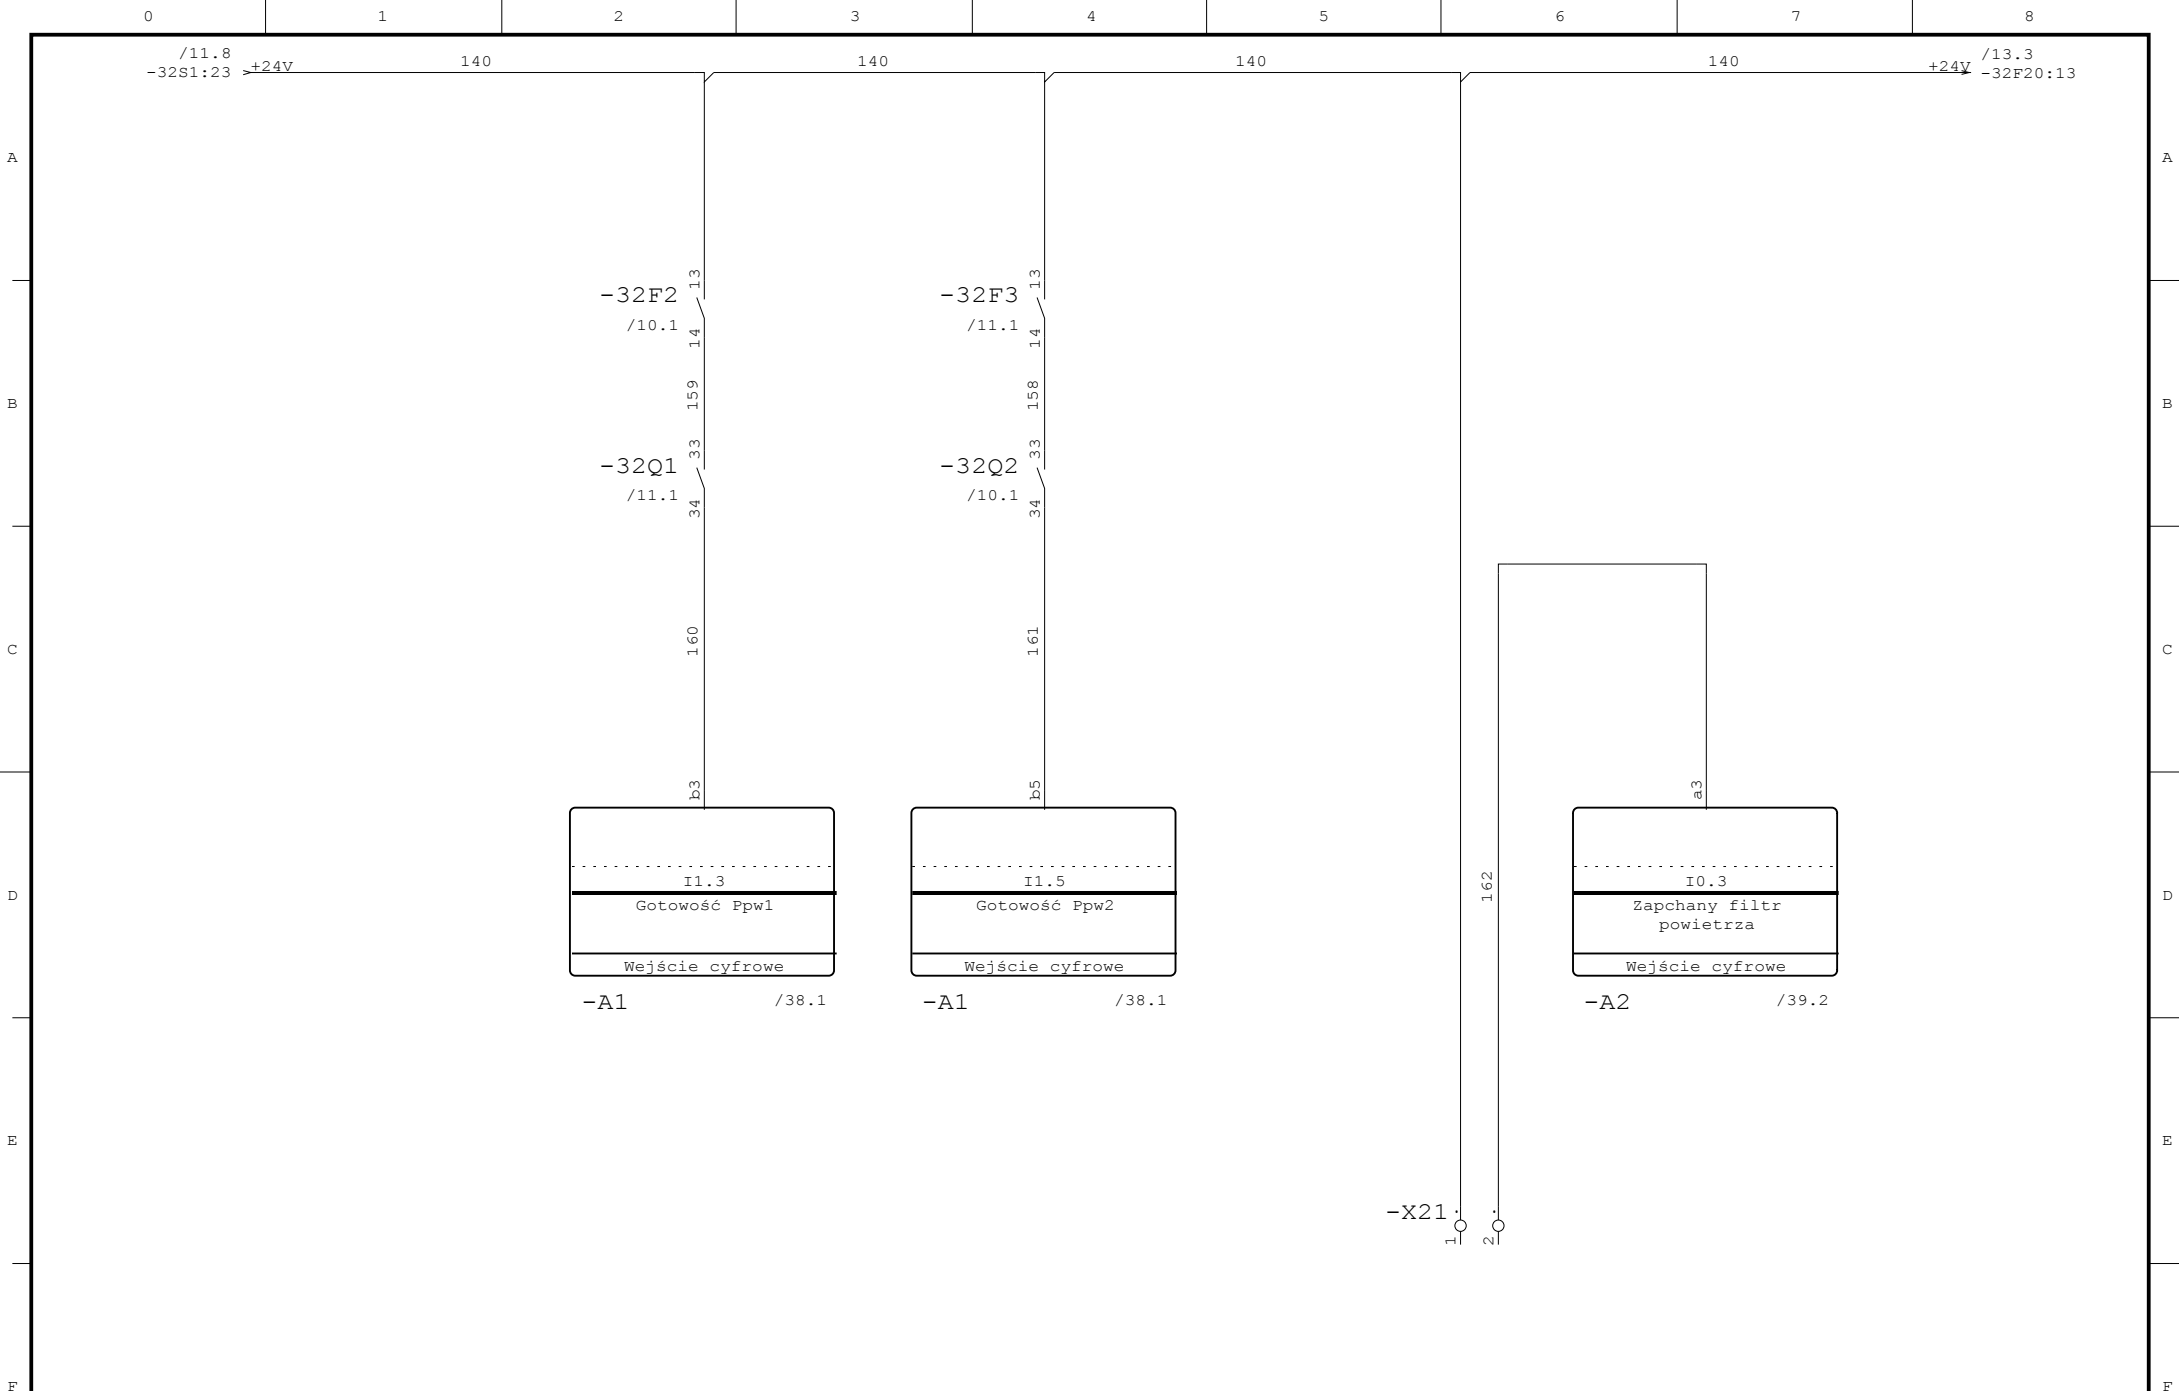 0 1 2 3 4 5 6 7 8
/11.8
-32S1:23
+24V
140
140
140
140
+24V
/13.3
-32F20:13
A
A
13
13
-32F2
-32F3
/10.1
/11.1
14
14
B
159
158
B
33
33
-32Q1
-32Q2
/11.1
/10.1
34
34
C
160
161
C
b3
b5
a3
I1.3
I1.5
I0.3
D
162
D
Gotowość Ppw1
Gotowość Ppw2
Zapchany filtr
powietrza
Wejście cyfrowe
Wejście cyfrowe
Wejście cyfrowe
-A1
/38.1
-A1
/38.1
-A2
/39.2
E
E
-X21
1
2
F
F